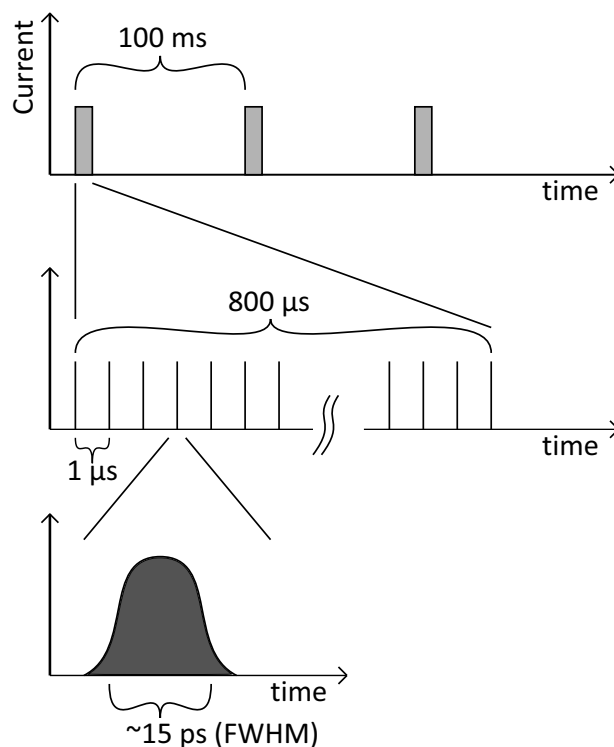 Current
100 ms
time
800 µs
1 µs
time
time
~15 ps (FWHM)